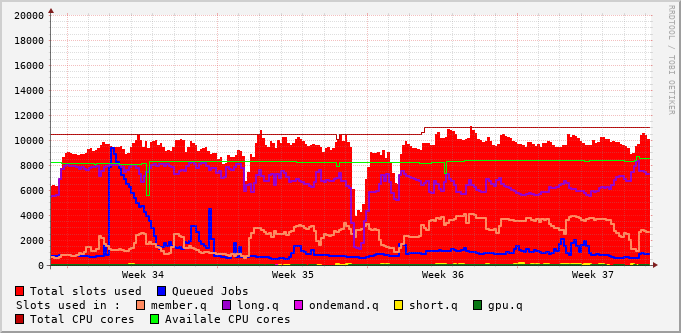 20000
18000
16000
14000
12000
10000
8000
6000
4000
2000
0
Week 34 Week 35 Week 36 Week 37
Total slots used Queued Jobs
Slots used in : member.q long.q ondemand.q short.q gpu.q
Total CPU cores Availale CPU cores
RRDTOOL / TOBI OETIKER